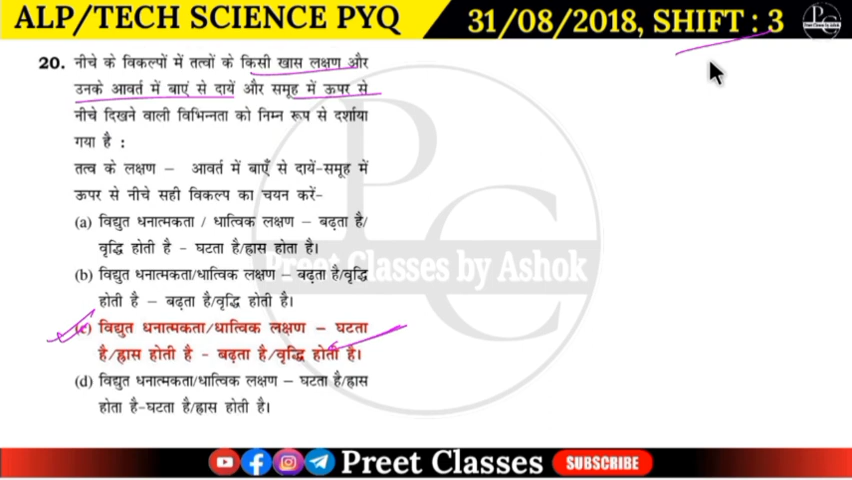 ALP/TECH SCIENCE PYQ
31/08/2018, SHIFT : 3
20. नीचे के विकल्पों में तत्वों के किसी खास लक्षण और
उनके आवर्त में बाएं से दायें और समूह में ऊपर से
नीचे दिखने वाली विभिन्नता को निम्न रूप से दर्शाया
गया है :
तत्व के लक्षण – आवर्त में बाएँ से दायें-समूह में
ऊपर से नीचे सही विकल्प का चयन करें-
(a) विद्युत धनात्मकता / धात्विक लक्षण – बढ़ता है/
वृद्धि होती है - घटता है/ह्रास होता है।
(b) विद्युत धनात्मकता/धात्विक लक्षण – बढ़ता है/वृद्धि
होती है – बढ़ता है/वृद्धि होती है।
(c) विद्युत धनात्मकता/धात्विक लक्षण – घटता
है/ह्रास होती है - बढ़ता है/वृद्धि होती है।
(d) विद्युत धनात्मकता/धात्विक लक्षण – घटता है/ह्रास
होता है-घटता है/ह्रास होती है।
PC
Preet Classes by Ashok
Preet Classes
SUBSCRIBE